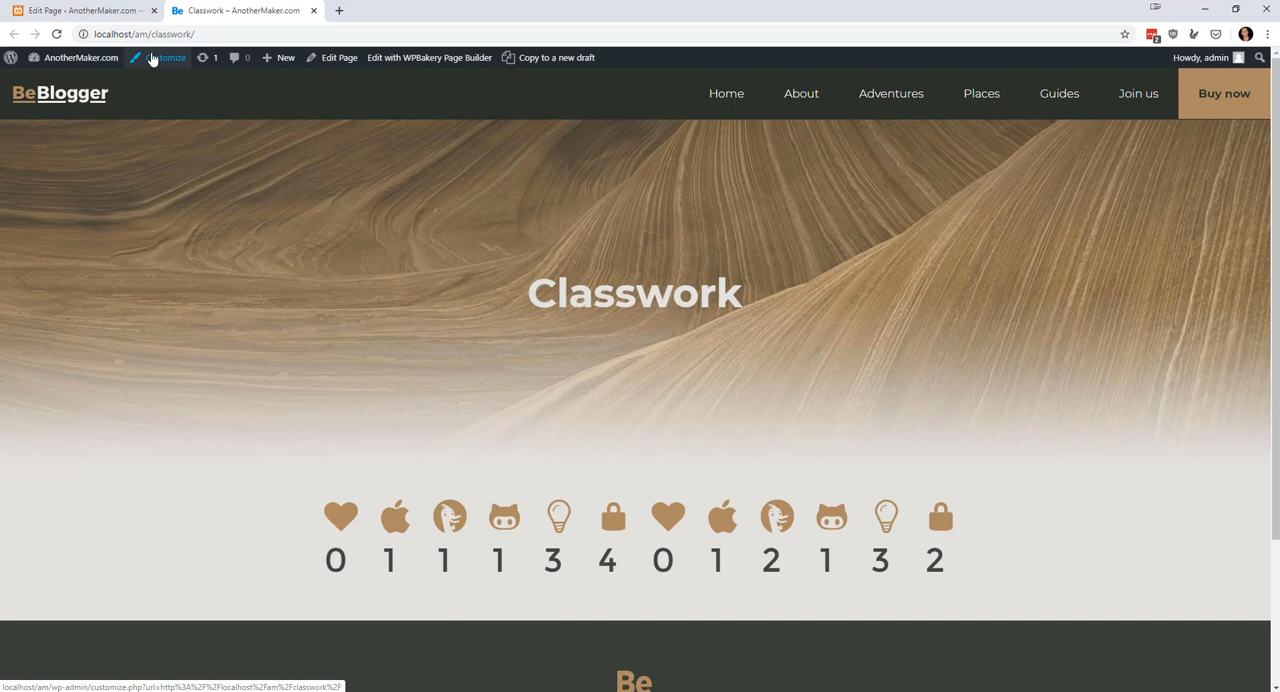 Edit Page ‹ AnotherMaker.com —
Classwork – AnotherMaker.com
localhost/am/classwork/
2
AnotherMaker.com
Customize
1
0
New
Edit Page
Edit with WPBakery Page Builder
Copy to a new draft
Howdy, admin
BeBlogger
Home
About
Adventures
Places
Guides
Join us
Buy now
Classwork
0 1 1 1 3 4 0 1 2 1 3 2
Be
localhost/am/wp-admin/customize.php?url=http%3A%2F%2Flocalhost%2Fam%2Fclasswork%2F